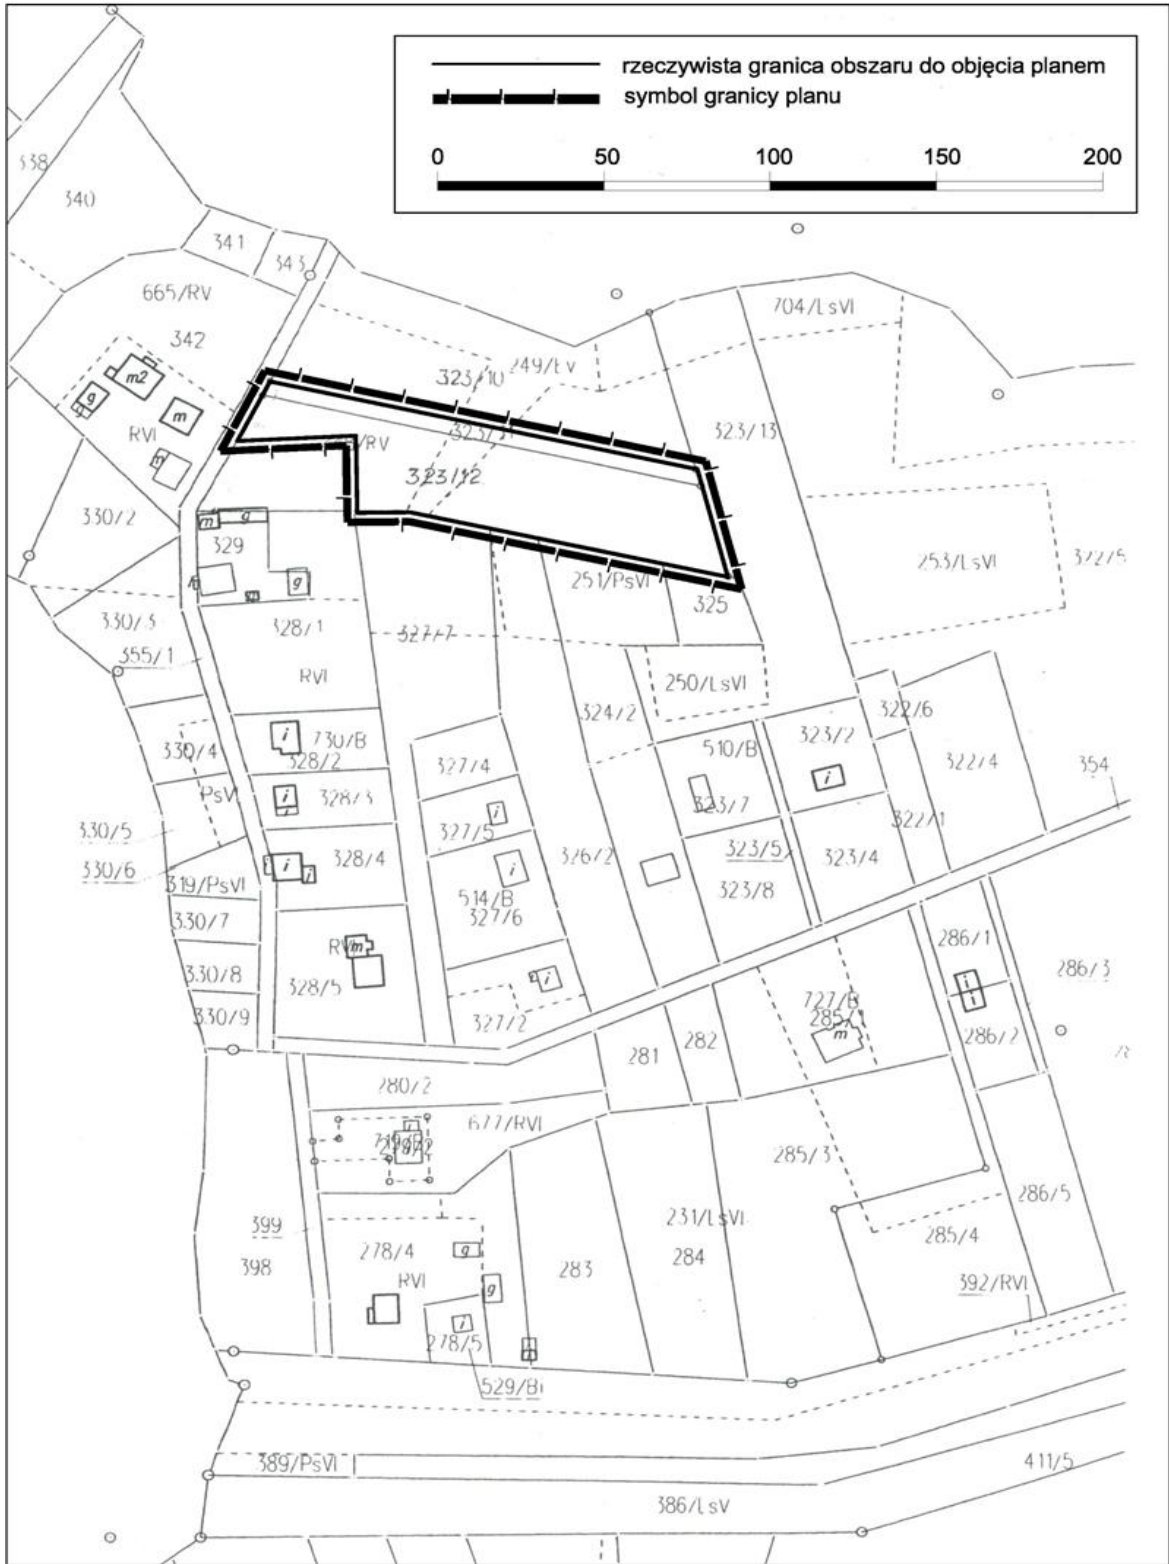 rzeczywista granica obszaru do objęcia planem
symbol granicy planu
0 50 100 150 200
338
340
341
343
665/RV
342
704/LsVI
m2
g
g
m
RVI
m
249/LV
323/10
323/13
/RV
323/12
330/2
m g
329
g
251/PsVI
325
253/LsVI
322/5
330/3
328/1
327/7
355/1
RVI
250/LsVI
324/2
322/6
330/4
i
730/B
328/2
510/B
323/2
327/4
322/4
354
PsVI
i
328/3
323/7
i
327/5
i
322/1
330/5
330/6
328/4
326/2
323/5
323/4
i
i
i
i
319/PsVI
514/B
327/6
323/8
330/7
RVI
m
286/1
330/8
328/5
i
286/3
330/9
327/2
727/B
285/1
m
i
i
286/2
281
282
280/2
677/RVI
285/3
399
398
278/4
RVI
g
g
i
278/5
529/Bi
283
231/LsVI
284
286/5
285/4
392/RVI
389/PsVI
411/5
386/LsV